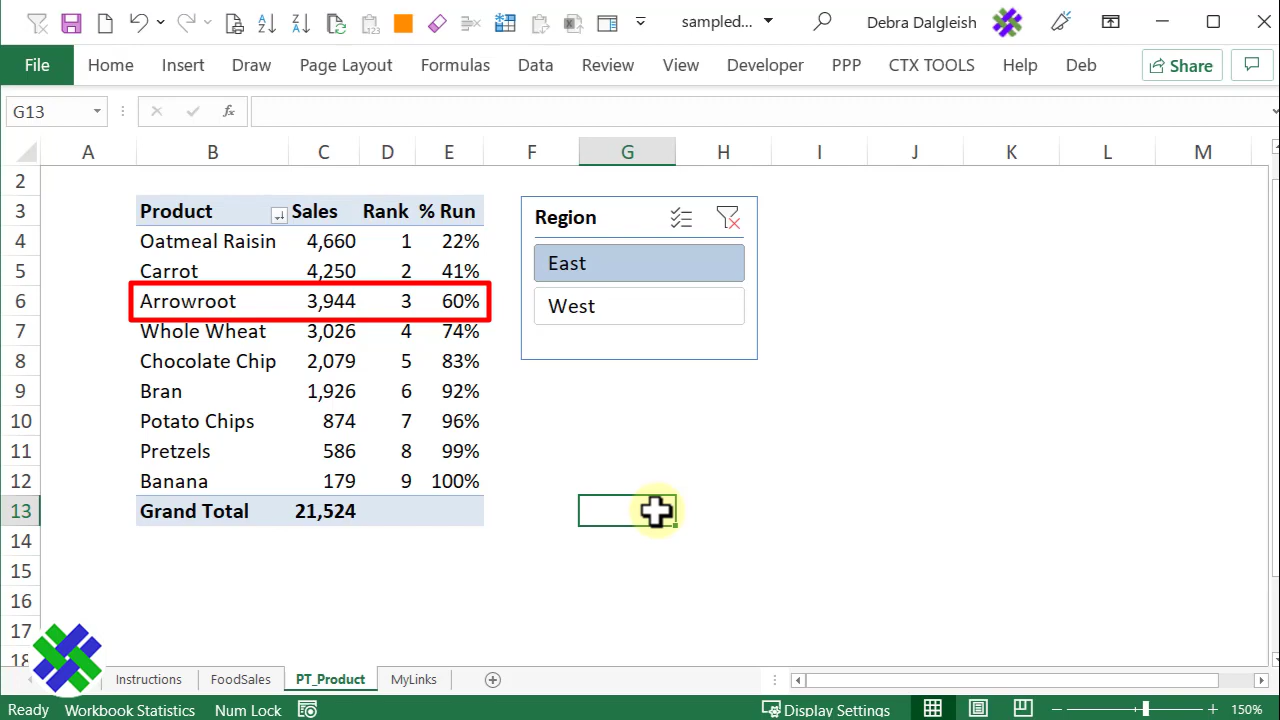 sampled...
Debra Dalgleish
File Home Insert Draw Page Layout Formulas Data Review View Developer PPP CTX TOOLS Help Deb Share
G13 fx
A B C D E F G H I J K L M
2
3 Product Sales Rank % Run Region
4 Oatmeal Raisin 4,660 1 22%
East
5 Carrot 4,250 2 41%
6 Arrowroot 3,944 3 60% West
7 Whole Wheat 3,026 4 74%
8 Chocolate Chip 2,079 5 83%
9 Bran 1,926 6 92%
10 Potato Chips 874 7 96%
11 Pretzels 586 8 99%
12 Banana 179 9 100%
13 Grand Total 21,524
14
15
16
17
18
Instructions FoodSales PT_Product MyLinks
Ready Workbook Statistics Num Lock Display Settings 150%